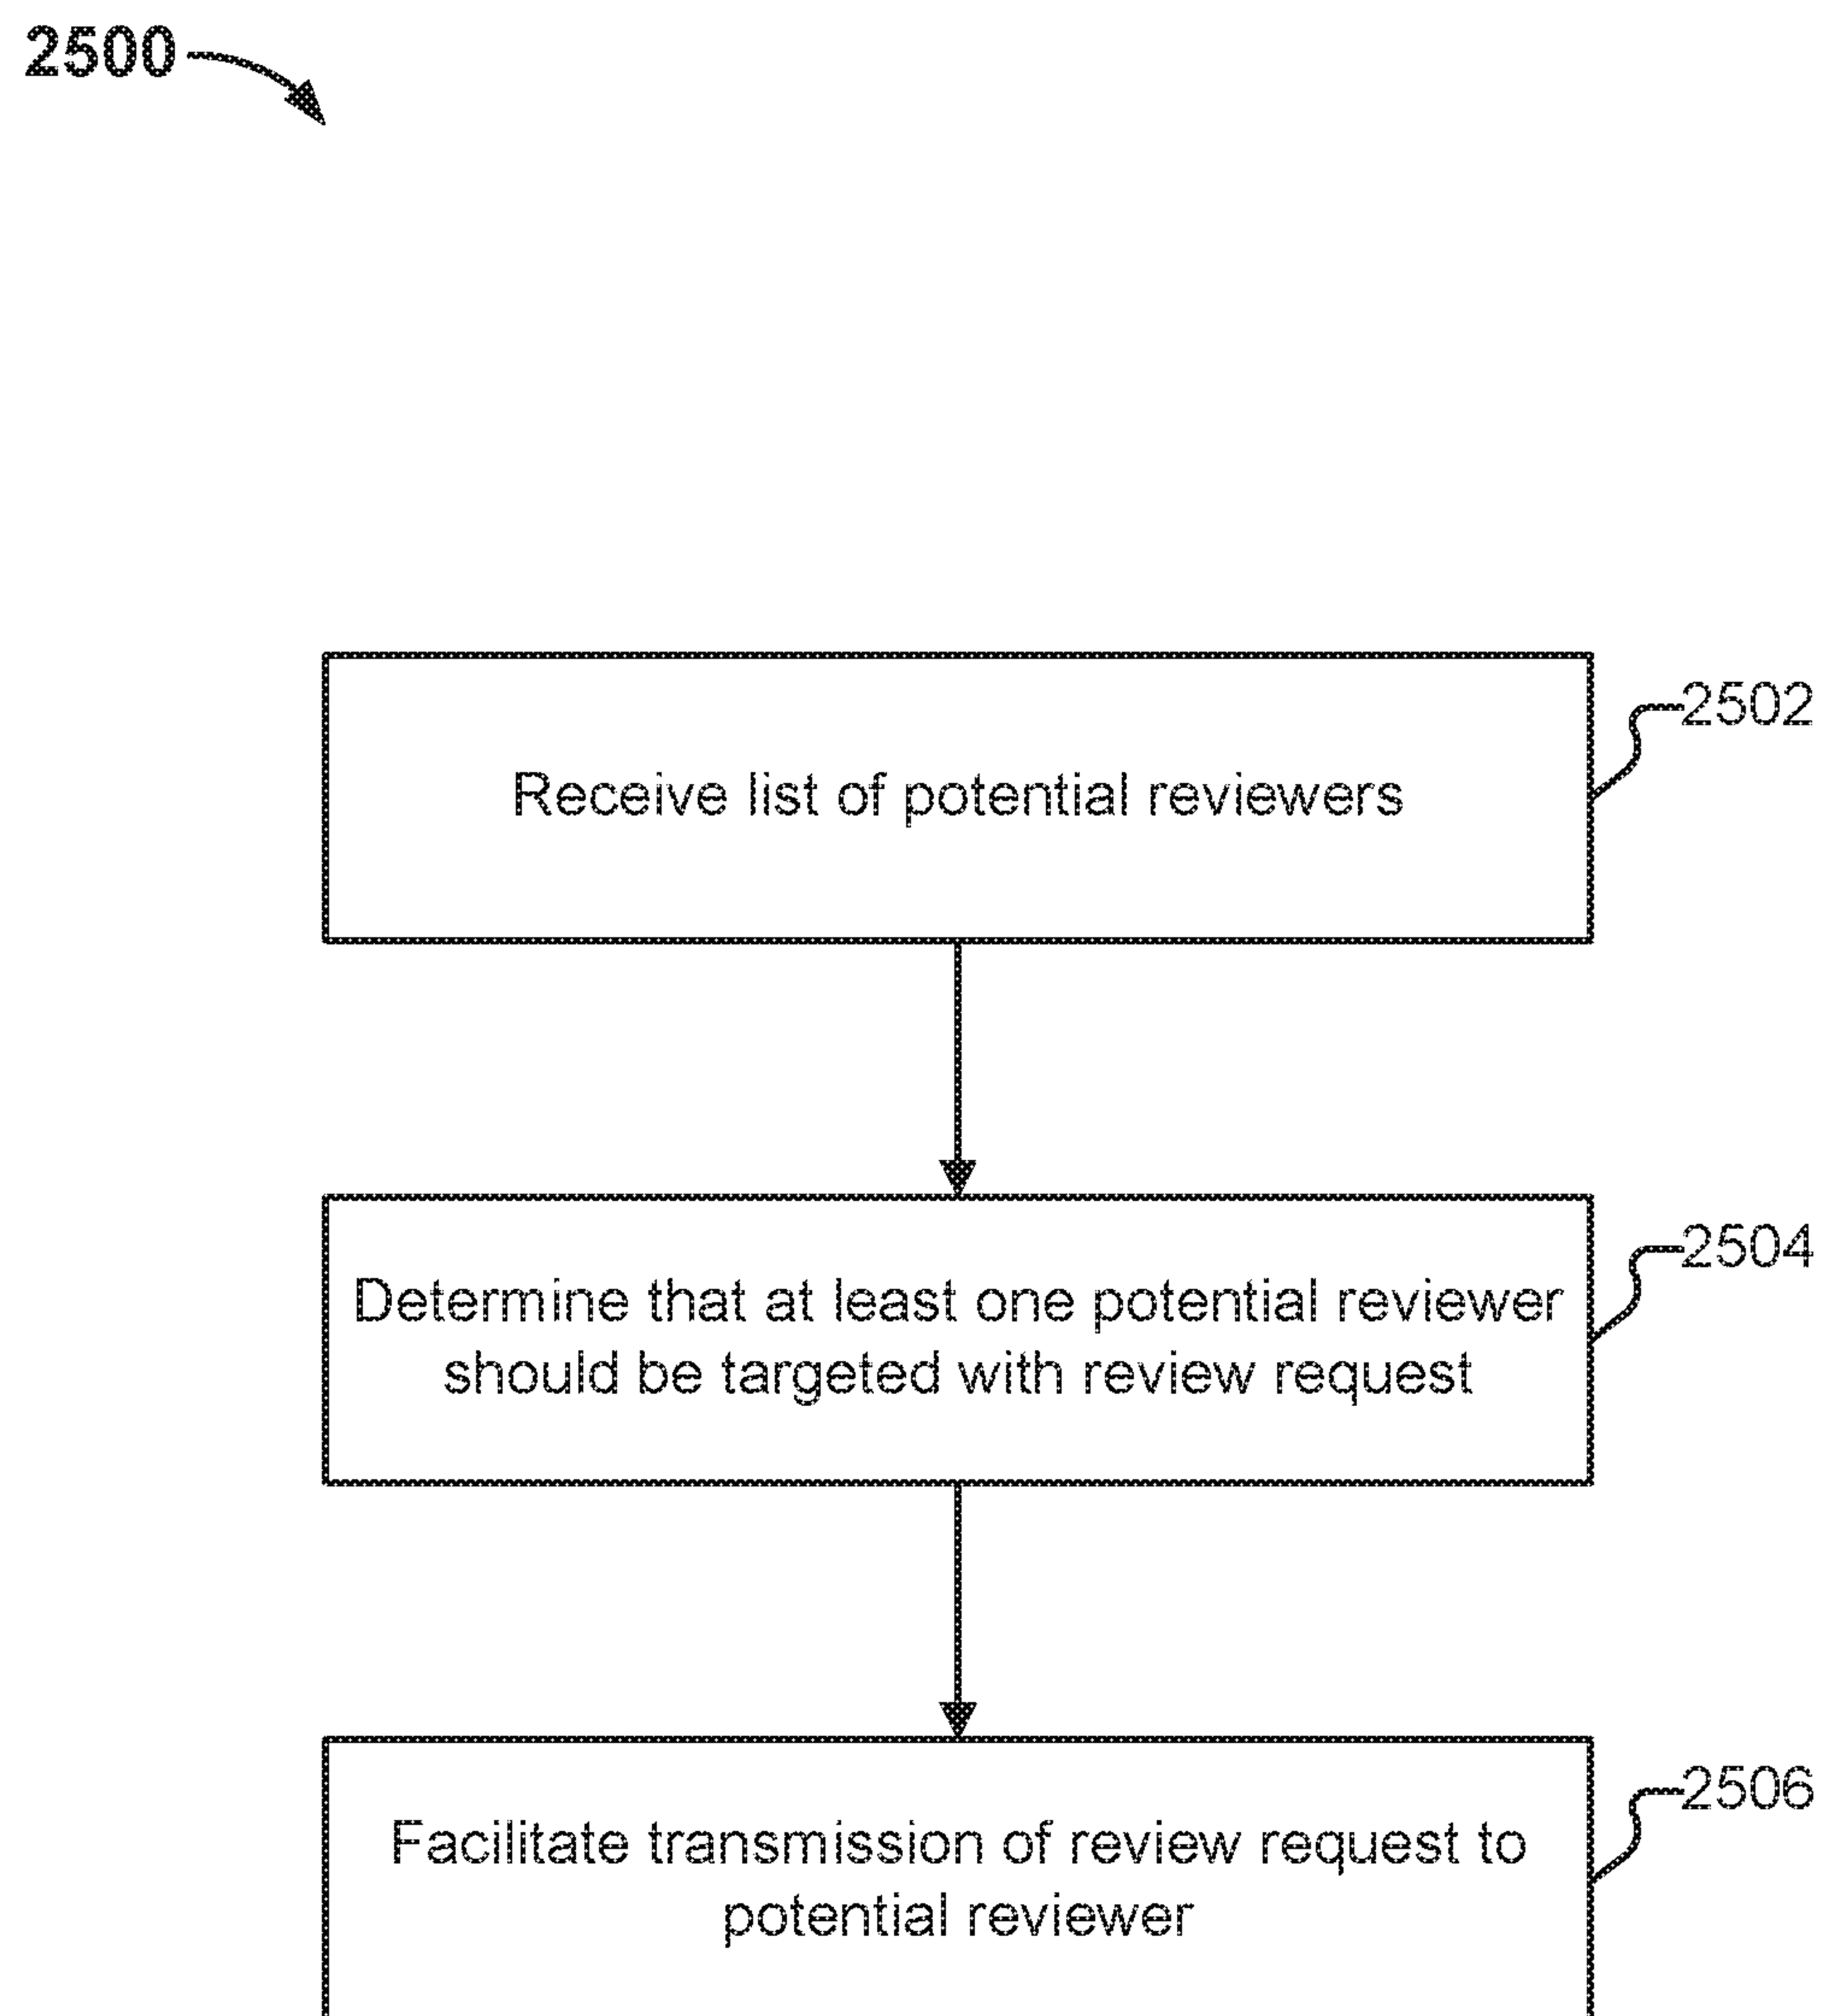 2500
Receive list of potential reviewers
2502
Determine that at least one potential reviewer
should be targeted with review request
2504
Facilitate transmission of review request to
potential reviewer
2506